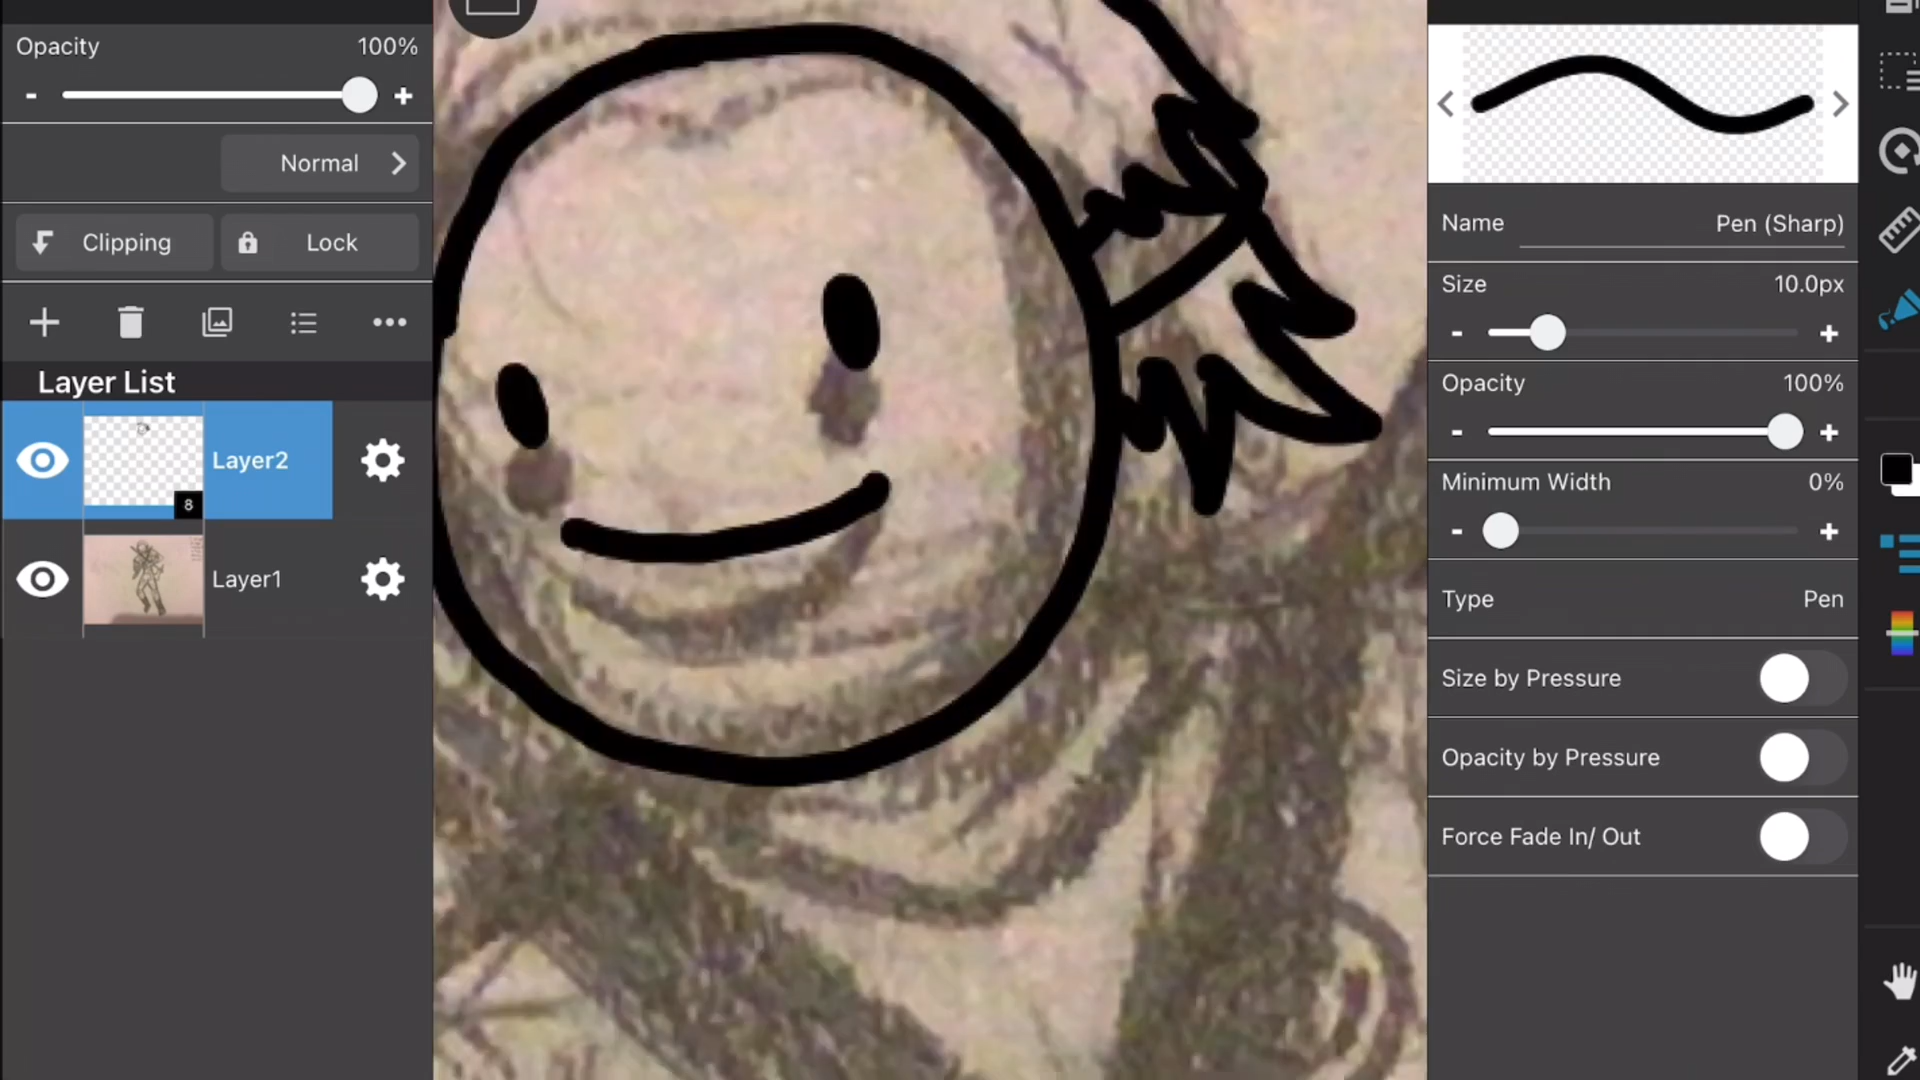 Opacity 100%
- +
Normal
Clipping Lock
Layer List
Layer2
8
Layer1
Name Pen (Sharp)
Size 10.0px
- +
Opacity 100%
- +
Minimum Width 0%
- +
Type Pen
Size by Pressure
Opacity by Pressure
Force Fade In/ Out